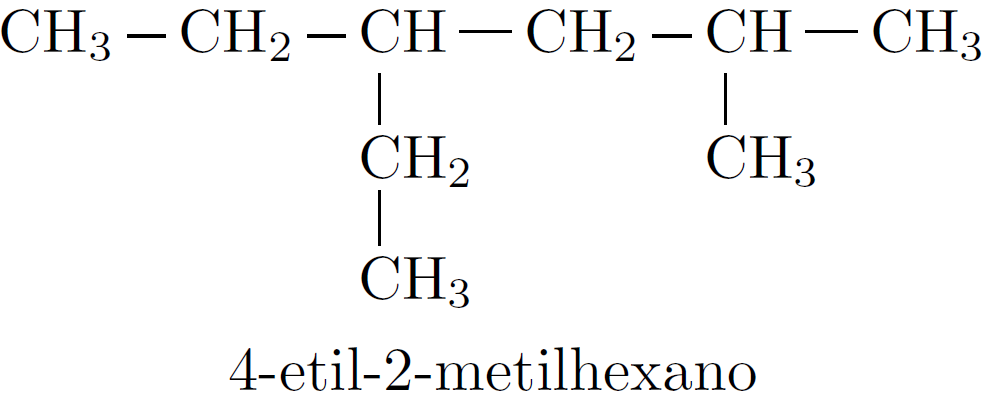 CH₃ — CH₂ — CH — CH₂ — CH — CH₃
CH₂ CH₃
CH₃
4-etil-2-metilhexano